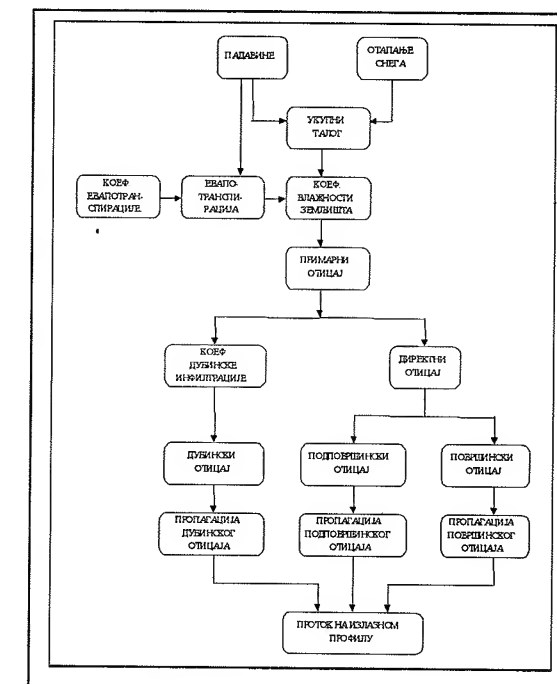 ПАДАВИНЕ
ОТАПАЊЕ
СНЕГА
УКУПНИ
ТАЛОГ
КОЕФ
ЕВАПОТРАН-
СПИРАЦИЈЕ
ЕВАПО-
ТРАНСПИ-
РАЦИЈА
КОЕФ.
ВЛАЖНОСТИ
ЗЕМЉИШТА
ПРИМАРНИ
ОТИЦАЈ
КОЕФ
ДУБИНСКЕ
ИНФИЛТРАЦИЈЕ
ДИРЕКТНИ
ОТИЦАЈ
ДУБИНСКИ
ОТИЦАЈ
ПОДПОВРШИНСКИ
ОТИЦАЈ
ПОВРШИНСКИ
ОТИЦАЈ
ПРОПАГАЦИЈА
ДУБИНСКОГ
ОТИЦАЈА
ПРОПАГАЦИЈА
ПОДПОВРШИНСКОГ
ОТИЦАЈА
ПРОПАГАЦИЈА
ПОВРШИНСКОГ
ОТИЦАЈА
ПРОТОК НА ИЗЛАЗНОМ
ПРОФИЛУ